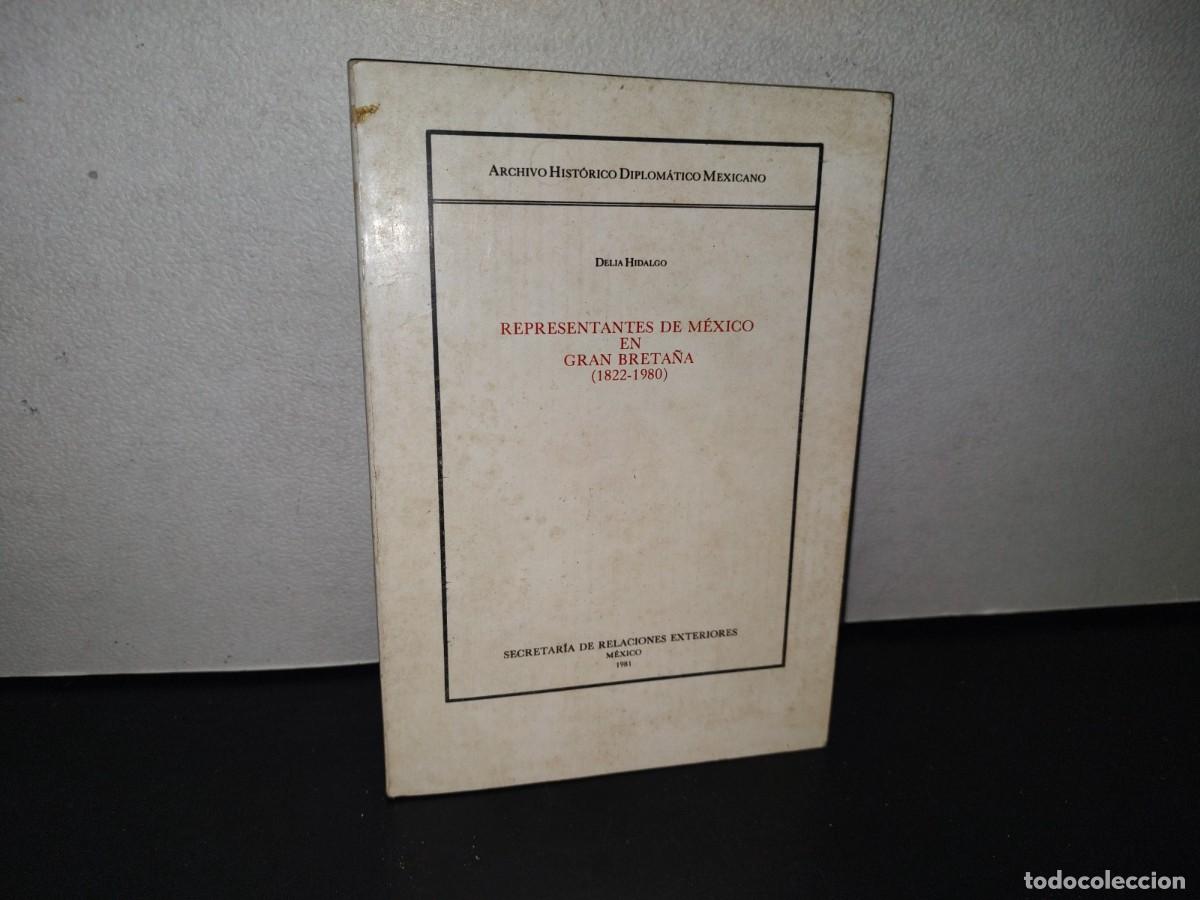 ARCHIVO HISTÓRICO DIPLOMÁTICO MEXICANO
DELIA HIDALGO
REPRESENTANTES DE MÉXICO
EN
GRAN BRETAÑA
(1822-1980)
SECRETARÍA DE RELACIONES EXTERIORES
MÉXICO
1981
todocoleccion